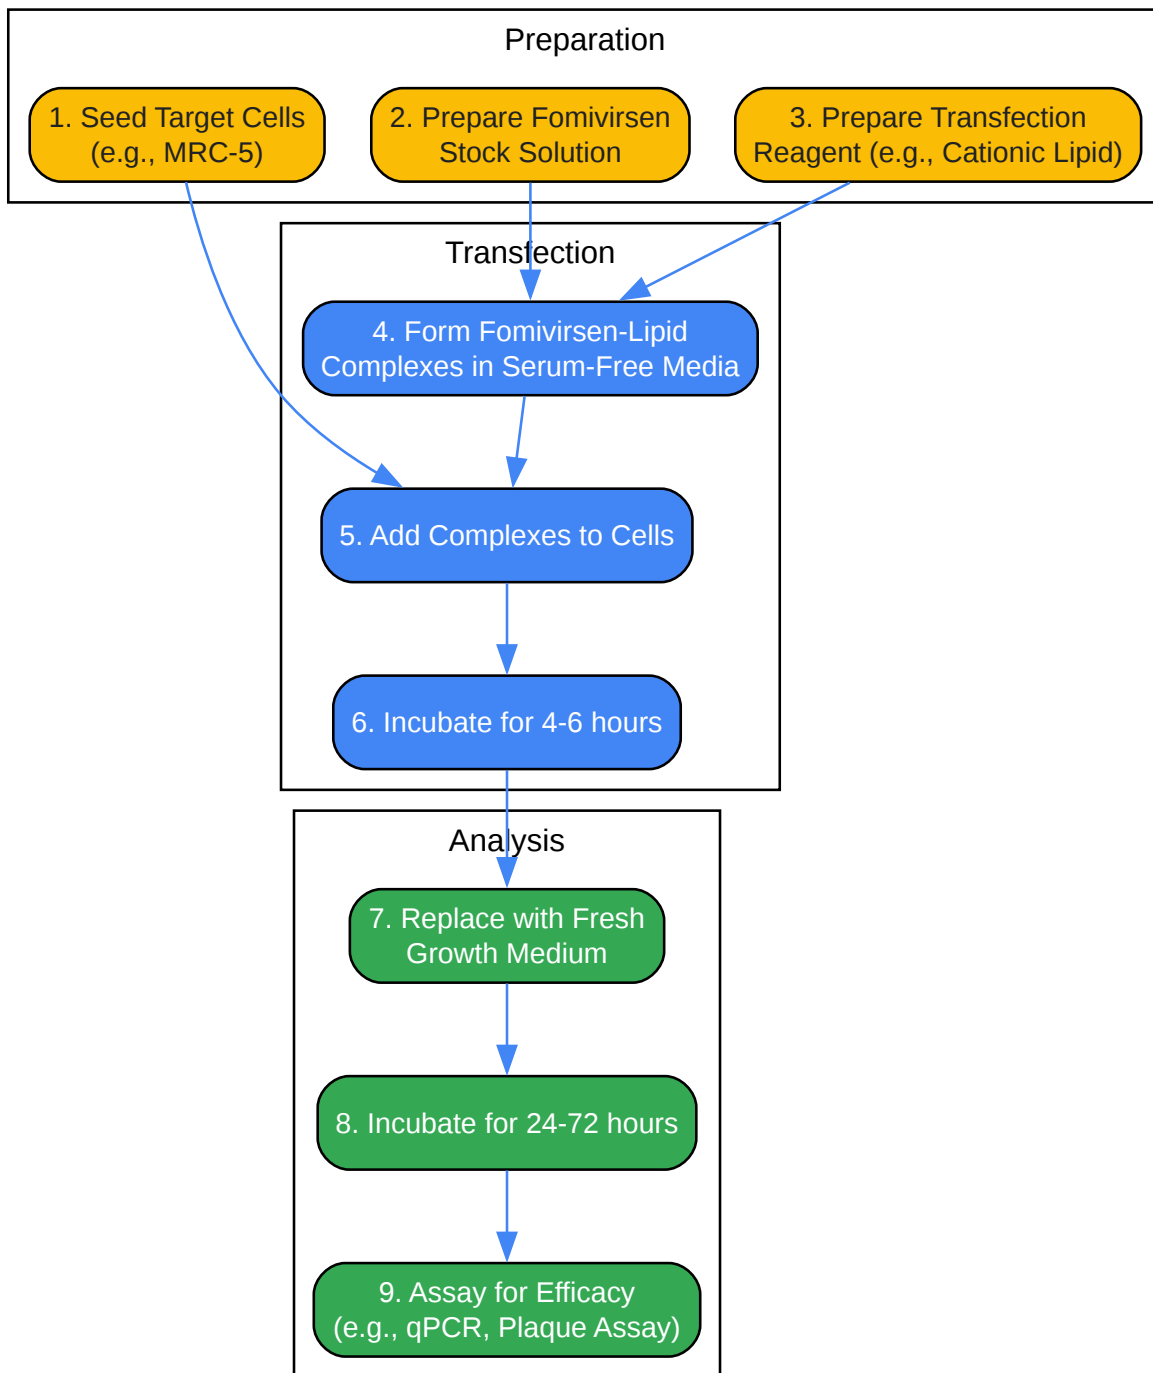 Preparation
1. Seed Target Cells
(e.g., MRC-5)
2. Prepare Fomivirsen
Stock Solution
3. Prepare Transfection
Reagent (e.g., Cationic Lipid)
Transfection
4. Form Fomivirsen-Lipid
Complexes in Serum-Free Media
5. Add Complexes to Cells
6. Incubate for 4-6 hours
Analysis
7. Replace with Fresh
Growth Medium
8. Incubate for 24-72 hours
9. Assay for Efficacy
(e.g., qPCR, Plaque Assay)